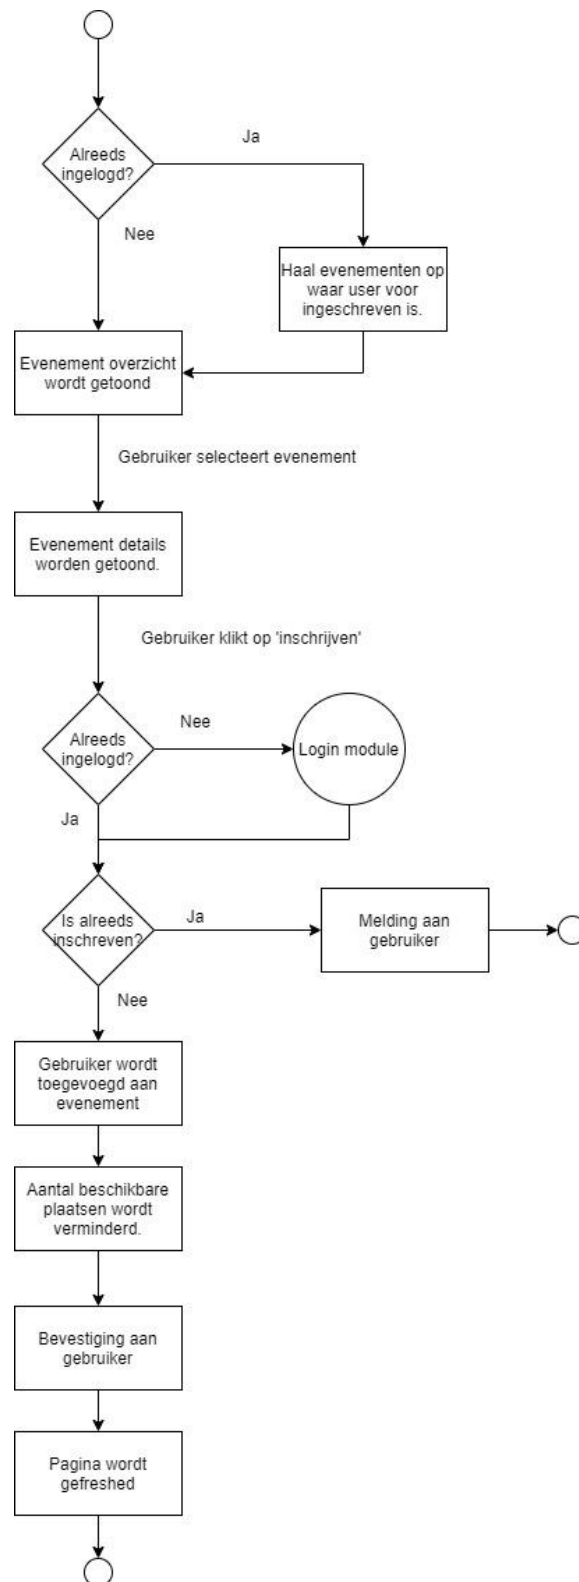 Ja
Alreeds
ingelogd?
Nee
Haal evenementen op
waar user voor
ingeschreven is.
Evenement overzicht
wordt getoond
Gebruiker selecteert evenement
Evenement details
worden getoond.
Gebruiker klikt op 'inschrijven'
Nee
Alreeds
ingelogd?
Login module
Ja
Is alreeds
inschreven?
Ja
Melding aan
gebruiker
Nee
Gebruiker wordt
toegevoegd aan
evenement
Aantal beschikbare
plaatsen wordt
verminderd.
Bevestiging aan
gebruiker
Pagina wordt
gefreshed